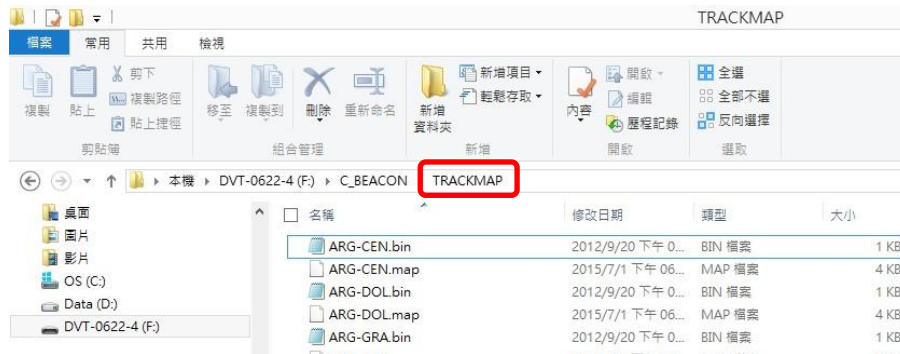 TRACKMAP
檔案 常用 共用 檢視
複製 貼上 剪下 複製路徑 貼上捷徑 移至 複製到 刪除 重新命名 新增資料夾 新增項目 輕鬆存取 內容 開啟 編輯 歷程記錄 全選 全部不選 反向選擇
剪貼簿 組合管理 新增 開啟 選取
本機 DVT-0622-4 (F:) C_BEACON TRACKMAP
桌面 名稱 修改日期 類型 大小
圖片 ARG-CEN.bin 2012/9/20 下午 0... BIN 檔案 1 KB
影片 ARG-CEN.map 2015/7/1 下午 06... MAP 檔案 4 KB
OS (C:) ARG-DOL.bin 2012/9/20 下午 0... BIN 檔案 1 KB
Data (D:) ARG-DOL.map 2015/7/1 下午 06... MAP 檔案 4 KB
DVT-0622-4 (F:) ARG-GRA.bin 2012/9/20 下午 0... BIN 檔案 1 KB